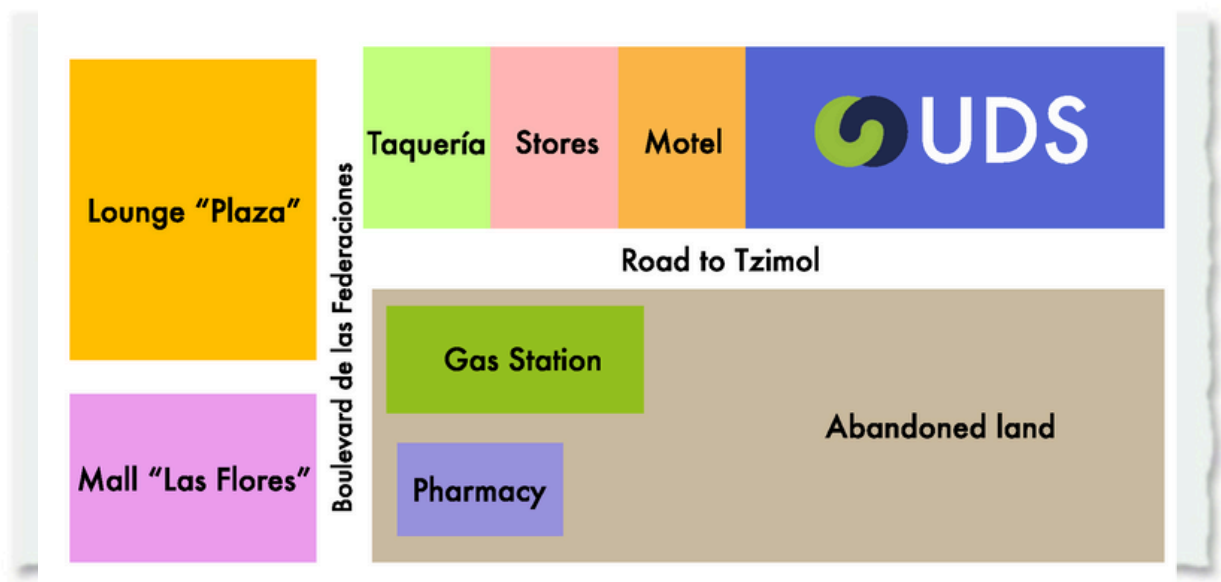 Lounge “Plaza”
Mall “Las Flores”
Boulevard de las Federaciones
Taquería
Stores
Motel
UDS
Road to Tzimol
Gas Station
Pharmacy
Abandoned land